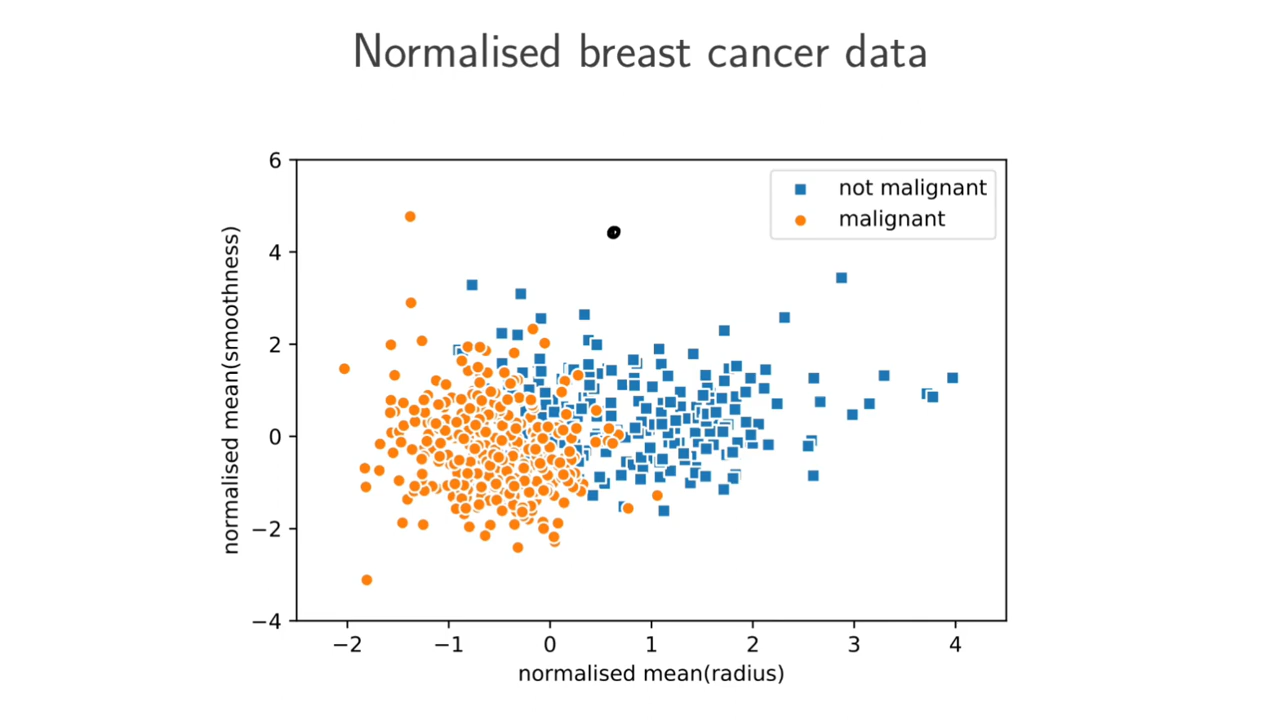 Normalised breast cancer data
not malignant
malignant
6
4
2
0
−2
−4
normalised mean(smoothness)
−2 −1 0 1 2 3 4
normalised mean(radius)